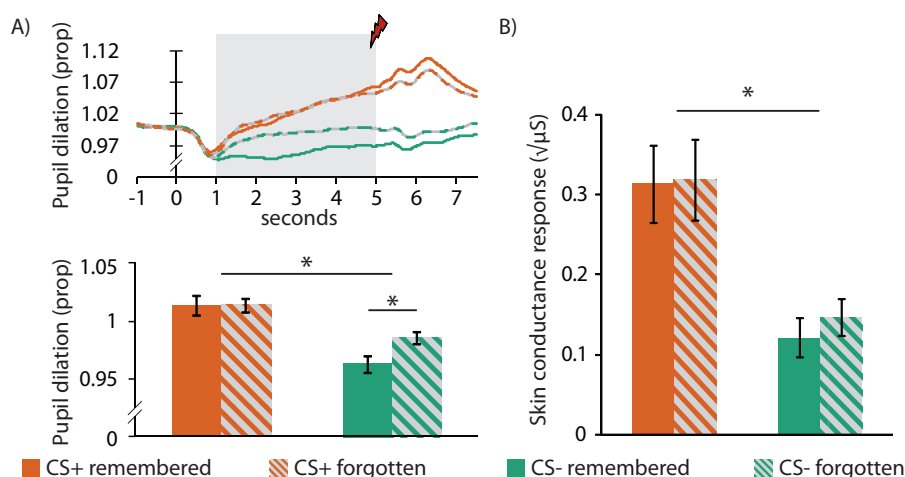 A)
Pupil dilation (prop)
1.12
1.07
1.02
0.97
0
-1 0 1 2 3 4 5 6 7
seconds
Pupil dilation (prop)
1.05
1
0.95
0
*
*
B)
Skin conductance response (√µS)
0.4
0.3
0.2
0.1
0
*
CS+ remembered CS+ forgotten CS- remembered CS- forgotten